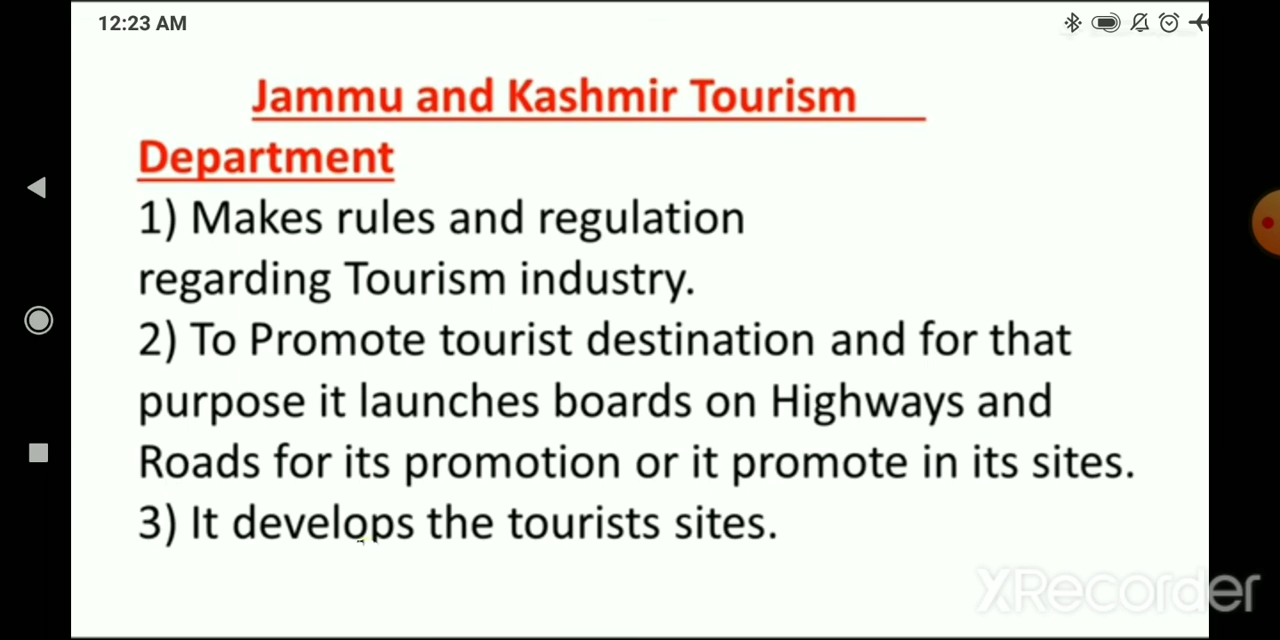 12:23 AM
Jammu and Kashmir Tourism
Department
1) Makes rules and regulation
regarding Tourism industry.
2) To Promote tourist destination and for that
purpose it launches boards on Highways and
Roads for its promotion or it promote in its sites.
3) It develops the tourists sites.
XRecorder